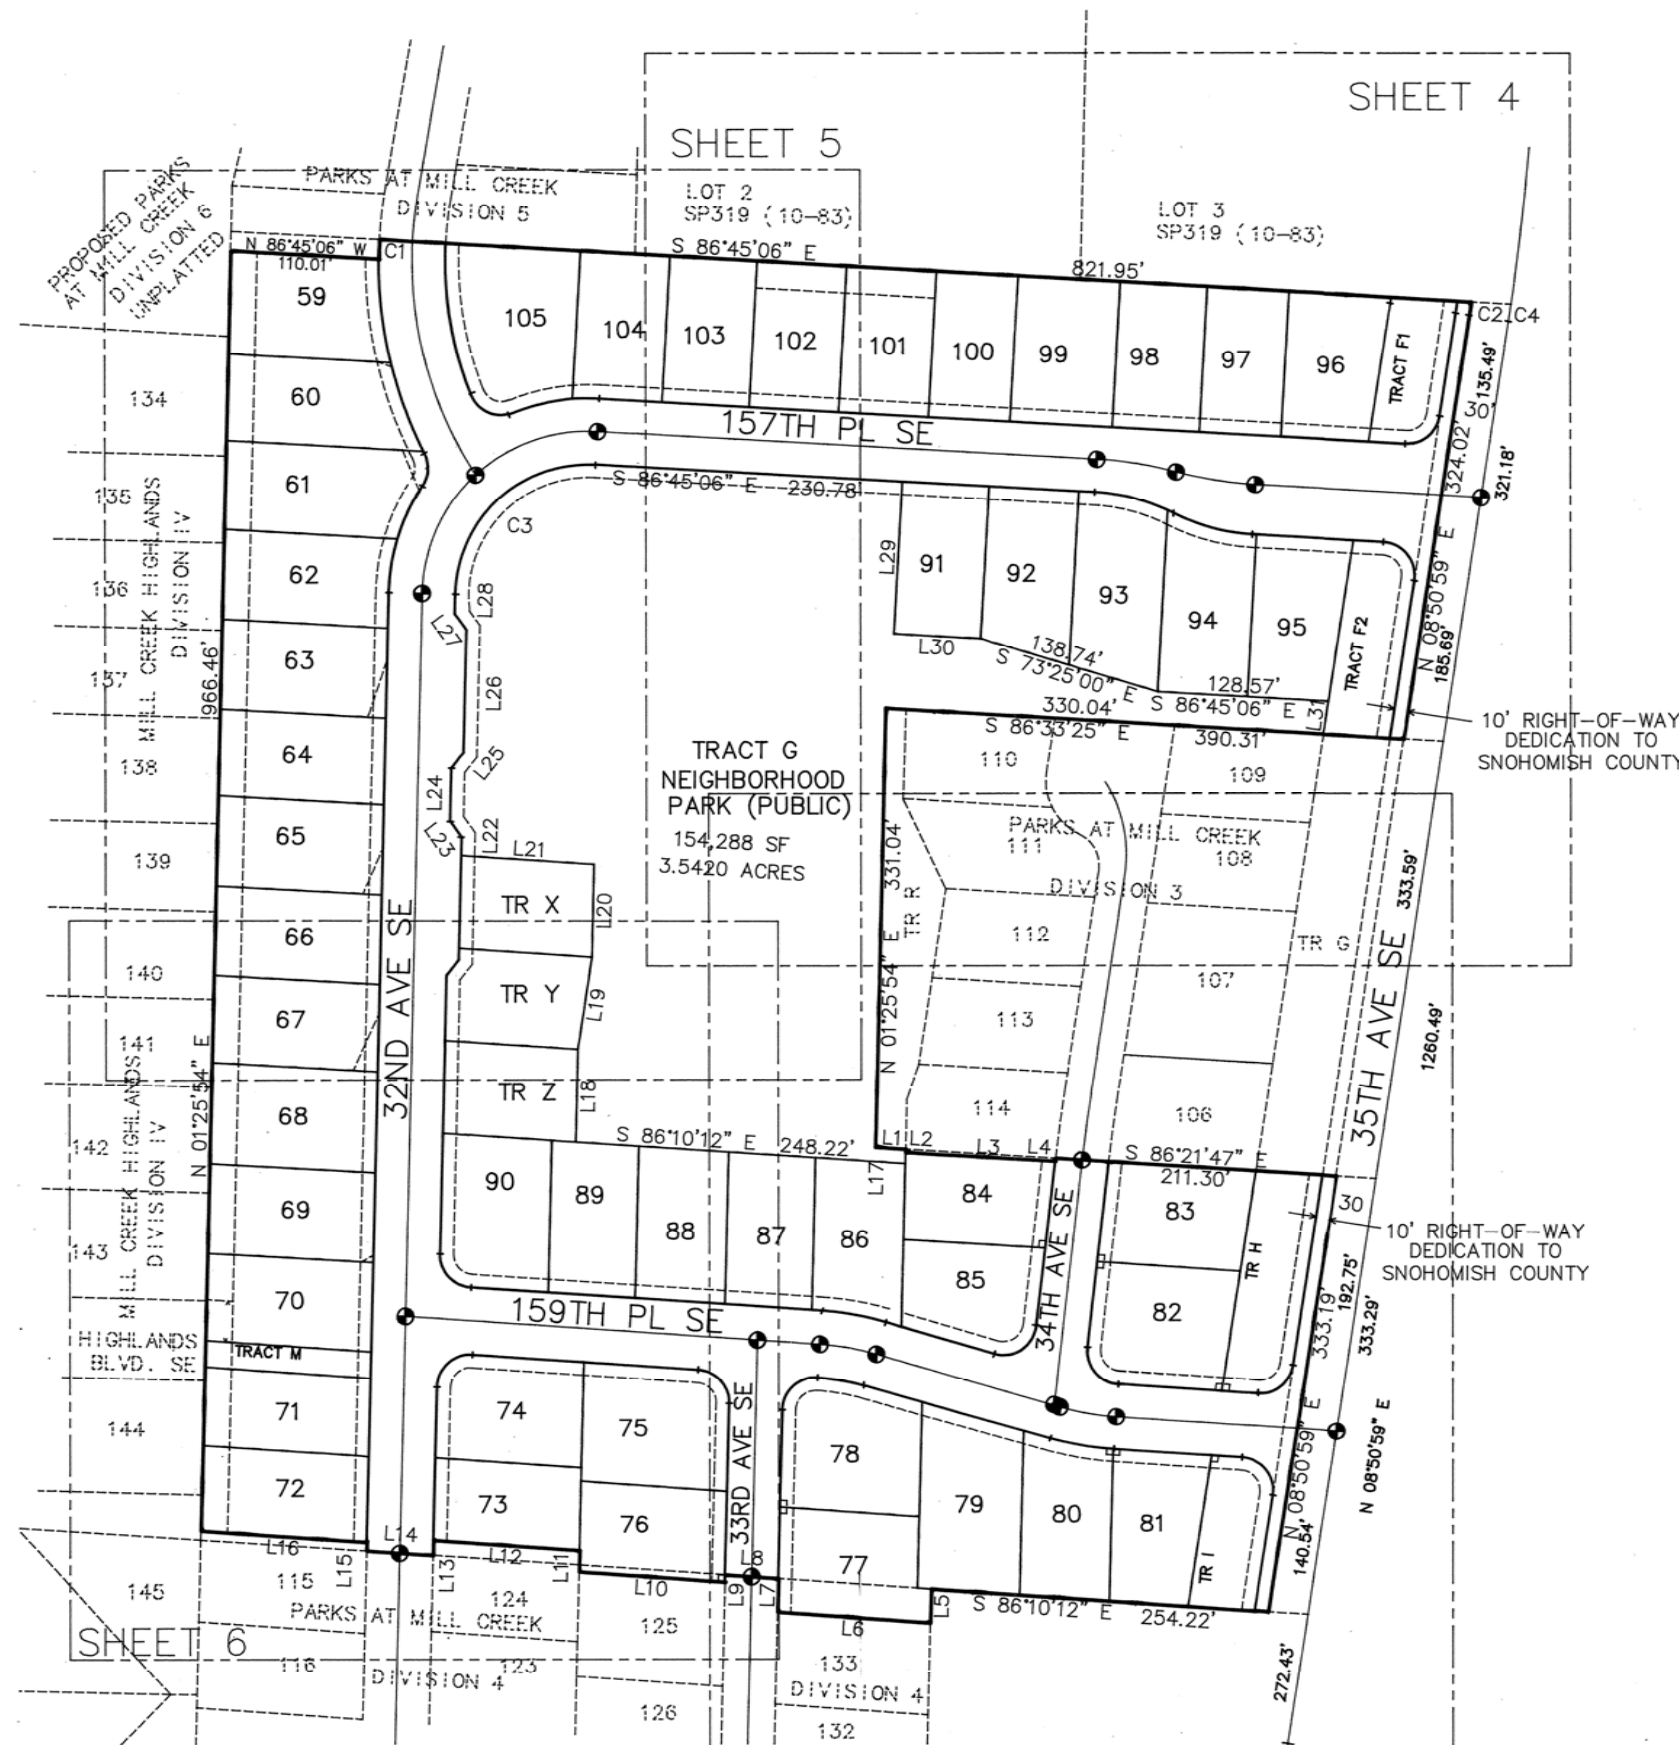 SHEET 4
SHEET 5
PROPOSED PARKS
AT MILL CREEK
DIVISION 6
UNPLATTED
PARKS AT MILL CREEK
DIVISION 5
LOT 2
SP319 (10-83)
LOT 3
SP319 (10-83)
N 86°45'06" W
110.01'
C1
S 86°45'06" E
821.95'
C2
C4
59
105
104
103
102
101
100
99
98
97
96
TRACT F1
135.49'
30'
324.02'
321.18'
134
60
157TH PL SE
135
61
S 86°45'06" E 230.78'
C3
MILL CREEK HIGHLANDS
DIVISION IV
136
62
L28
L27
L29
91
92
93
94
95
TRACT F2
N 08°50'59" E
185.69'
137
63
966.46'
L26
L30
138.74'
S 73°25'00" E
128.57'
S 86°45'06" E
L31
330.04'
S 86°33'25" E
390.31'
10' RIGHT-OF-WAY
DEDICATION TO
SNOHOMISH COUNTY
138
64
L25
L24
TRACT G
NEIGHBORHOOD
PARK (PUBLIC)
154,288 SF
3.5420 ACRES
110
109
139
65
L22
L23
L21
331.04'
PARKS AT MILL CREEK
111
108
DIVISION 3
333.59'
140
66
32ND AVE SE
TR X
L20
TR R
112
TR G
35TH AVE SE
107
141
67
TR Y
L19
N 01°25'54" E
113
1260.49'
N 01°25'54" E
MILL CREEK HIGHLANDS
DIVISION IV
142
68
TR Z
L18
114
106
S 86°10'12" E 248.22'
L1
L2
L3
L4
S 86°21'47" E
211.30'
L17
143
69
90
89
88
87
86
84
83
30
10' RIGHT-OF-WAY
DEDICATION TO
SNOHOMISH COUNTY
34TH AVE SE
TR H
192.75'
70
85
82
333.19'
333.29'
HIGHLANDS
BLVD. SE
TRACT M
159TH PL SE
144
71
74
75
33RD AVE SE
78
N 08°50'59" E
N 08°50'59" E
72
73
76
79
80
81
140.54'
L14
L16
L15
L13
L12
L11
L10
L9
L8
L7
77
L6
L5
TR I
S 86°10'12" E 254.22'
145
115
124
125
PARKS AT MILL CREEK
SHEET 6
116
DIVISION 4
123
133
DIVISION 4
126
132
272.43'